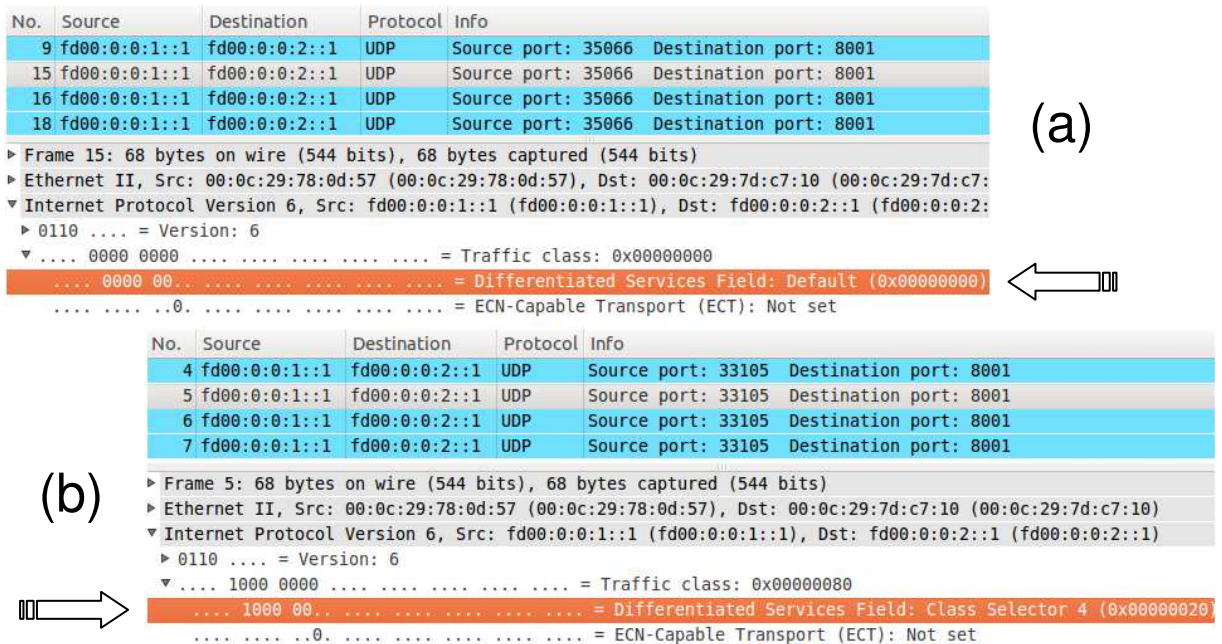 No. Source Destination Protocol Info
9 fd00:0:0:1::1 fd00:0:0:2::1 UDP Source port: 35066 Destination port: 8001
15 fd00:0:0:1::1 fd00:0:0:2::1 UDP Source port: 35066 Destination port: 8001
16 fd00:0:0:1::1 fd00:0:0:2::1 UDP Source port: 35066 Destination port: 8001
18 fd00:0:0:1::1 fd00:0:0:2::1 UDP Source port: 35066 Destination port: 8001
(a)
Frame 15: 68 bytes on wire (544 bits), 68 bytes captured (544 bits)
Ethernet II, Src: 00:0c:29:78:0d:57 (00:0c:29:78:0d:57), Dst: 00:0c:29:7d:c7:10 (00:0c:29:7d:c7:
Internet Protocol Version 6, Src: fd00:0:0:1::1 (fd00:0:0:1::1), Dst: fd00:0:0:2::1 (fd00:0:0:2:
0110 .... = Version: 6
.... 0000 0000 .... .... .... .... .... = Traffic class: 0x00000000
.... 0000 00.. .... .... .... .... .... = Differentiated Services Field: Default (0x00000000)
.... .... ..0. .... .... .... .... .... = ECN-Capable Transport (ECT): Not set
No. Source Destination Protocol Info
4 fd00:0:0:1::1 fd00:0:0:2::1 UDP Source port: 33105 Destination port: 8001
5 fd00:0:0:1::1 fd00:0:0:2::1 UDP Source port: 33105 Destination port: 8001
6 fd00:0:0:1::1 fd00:0:0:2::1 UDP Source port: 33105 Destination port: 8001
7 fd00:0:0:1::1 fd00:0:0:2::1 UDP Source port: 33105 Destination port: 8001
(b)
Frame 5: 68 bytes on wire (544 bits), 68 bytes captured (544 bits)
Ethernet II, Src: 00:0c:29:78:0d:57 (00:0c:29:78:0d:57), Dst: 00:0c:29:7d:c7:10 (00:0c:29:7d:c7:10)
Internet Protocol Version 6, Src: fd00:0:0:1::1 (fd00:0:0:1::1), Dst: fd00:0:0:2::1 (fd00:0:0:2::1)
0110 .... = Version: 6
.... 1000 0000 .... .... .... .... .... = Traffic class: 0x00000080
.... 1000 00.. .... .... .... .... .... = Differentiated Services Field: Class Selector 4 (0x00000020)
.... .... ..0. .... .... .... .... .... = ECN-Capable Transport (ECT): Not set